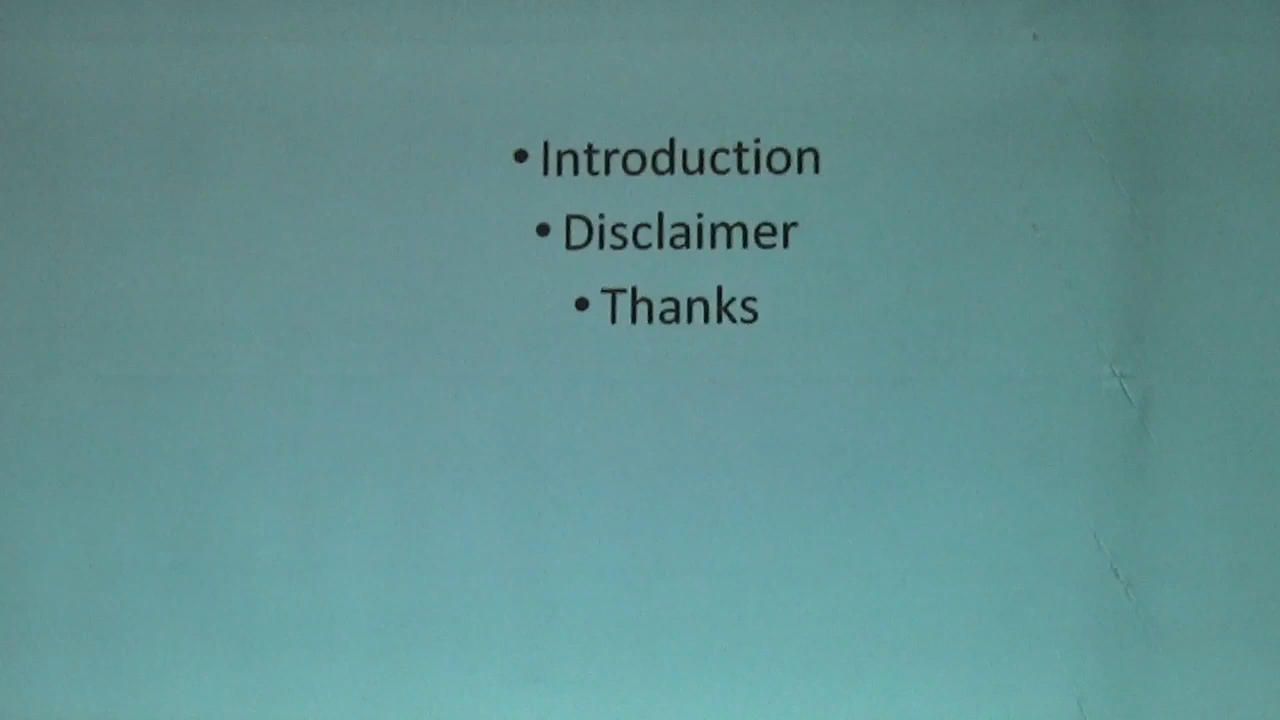 • Introduction
• Disclaimer
• Thanks